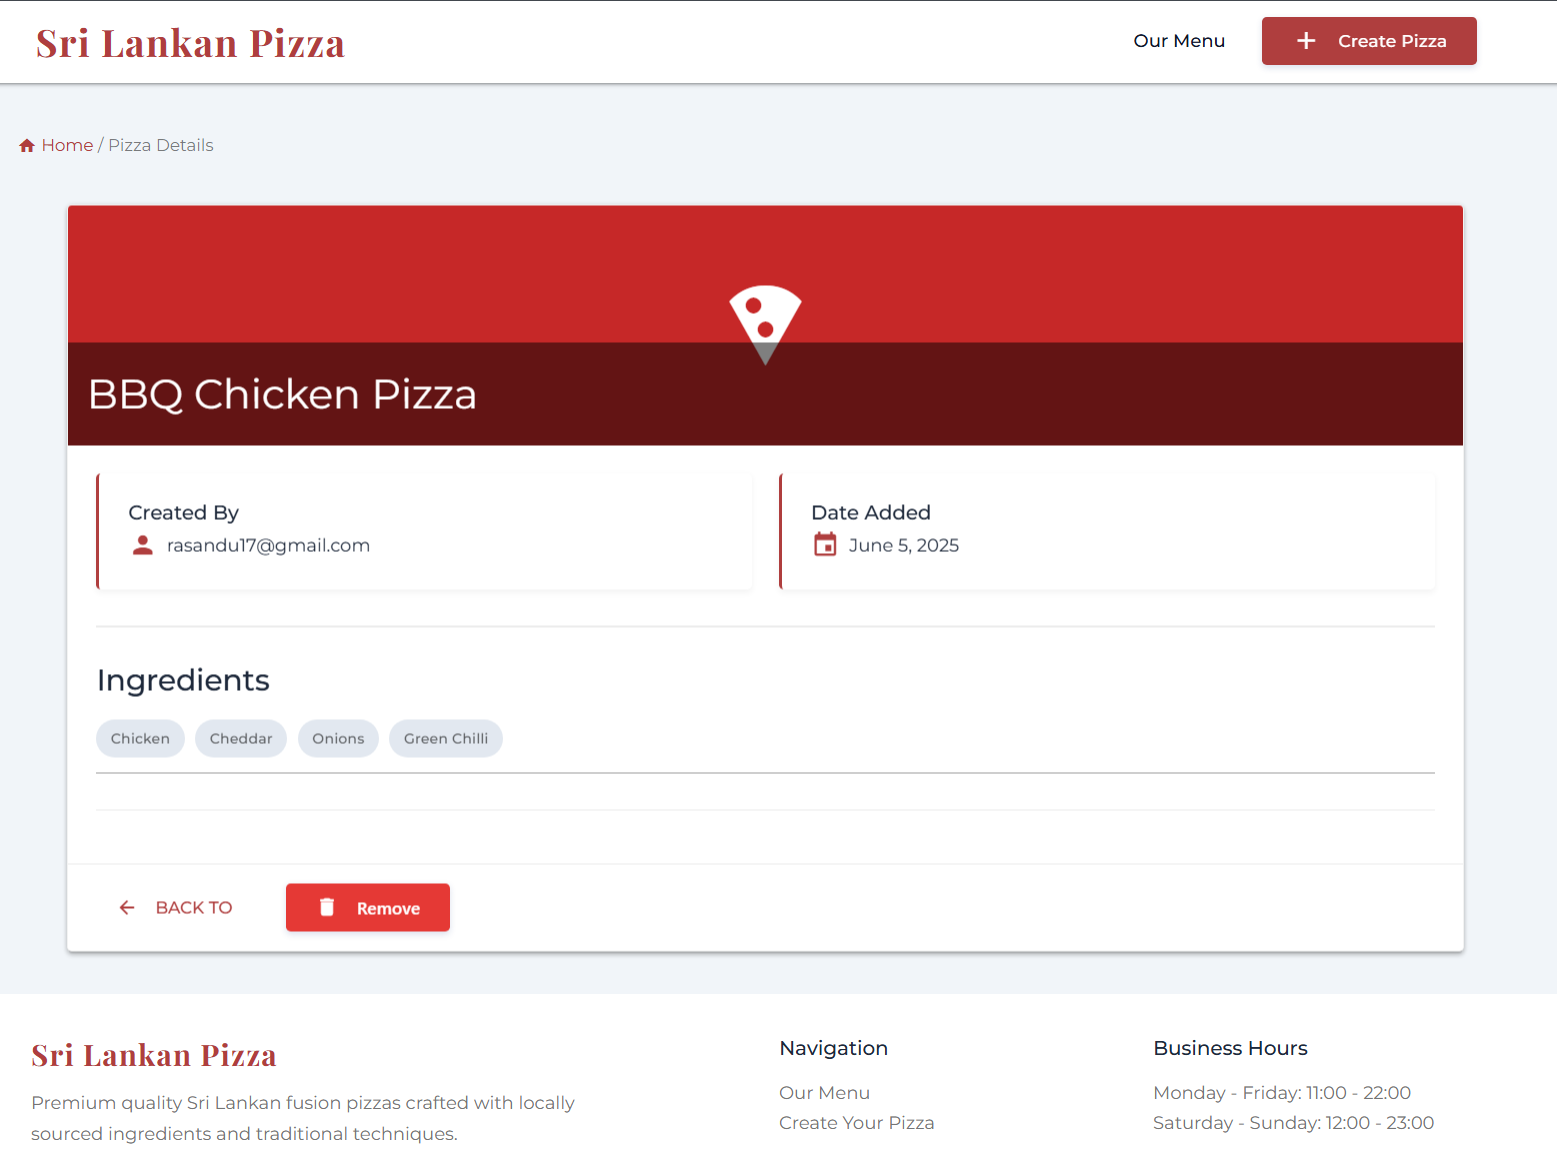 Sri Lankan Pizza
Our Menu
Create Pizza
Home / Pizza Details
BBQ Chicken Pizza
Created By
rasandu17@gmail.com
Date Added
June 5, 2025
Ingredients
Chicken
Cheddar
Onions
Green Chilli
BACK TO
Remove
Sri Lankan Pizza
Premium quality Sri Lankan fusion pizzas crafted with locally
sourced ingredients and traditional techniques.
Navigation
Our Menu
Create Your Pizza
Business Hours
Monday - Friday: 11:00 - 22:00
Saturday - Sunday: 12:00 - 23:00